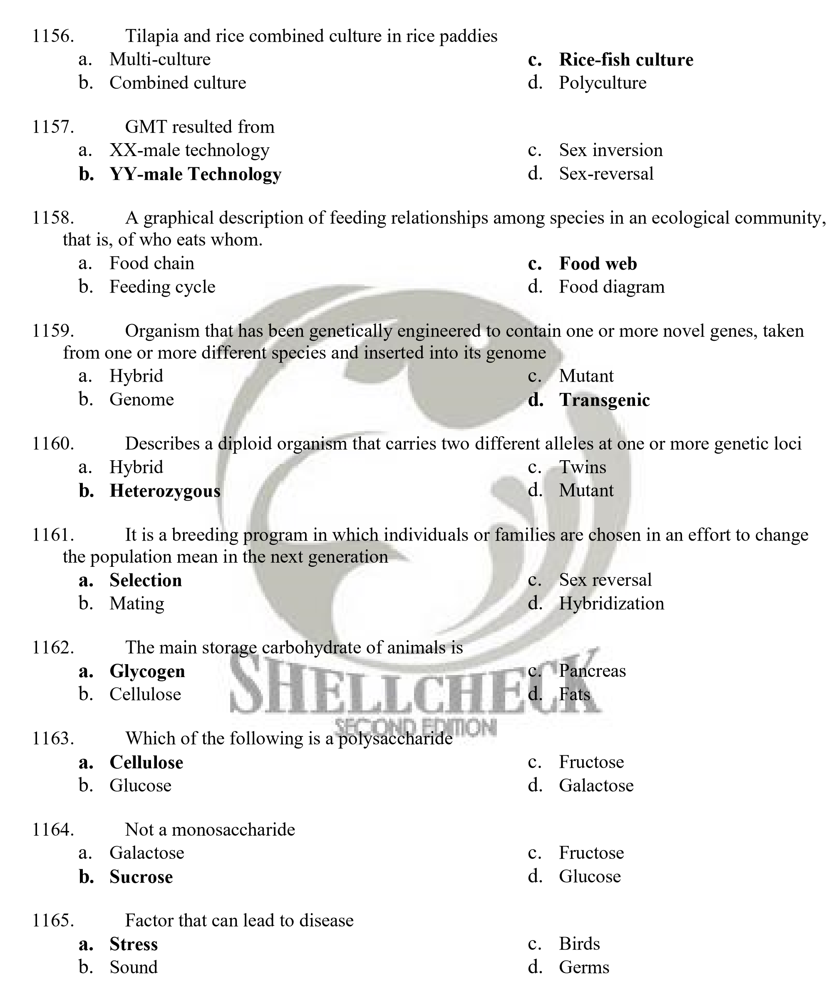 1156. Tilapia and rice combined culture in rice paddies
a. Multi-culture
b. Combined culture
c. Rice-fish culture
d. Polyculture
1157. GMT resulted from
a. XX-male technology
b. YY-male Technology
c. Sex inversion
d. Sex-reversal
1158. A graphical description of feeding relationships among species in an ecological community,
that is, of who eats whom.
a. Food chain
b. Feeding cycle
c. Food web
d. Food diagram
1159. Organism that has been genetically engineered to contain one or more novel genes, taken
from one or more different species and inserted into its genome
a. Hybrid
b. Genome
c. Mutant
d. Transgenic
1160. Describes a diploid organism that carries two different alleles at one or more genetic loci
a. Hybrid
b. Heterozygous
c. Twins
d. Mutant
1161. It is a breeding program in which individuals or families are chosen in an effort to change
the population mean in the next generation
a. Selection
b. Mating
c. Sex reversal
d. Hybridization
1162. The main storage carbohydrate of animals is
a. Glycogen
b. Cellulose
c. Pancreas
d. Fats
SHELLCHECK
SECOND EDITION
1163. Which of the following is a polysaccharide
a. Cellulose
b. Glucose
c. Fructose
d. Galactose
1164. Not a monosaccharide
a. Galactose
b. Sucrose
c. Fructose
d. Glucose
1165. Factor that can lead to disease
a. Stress
b. Sound
c. Birds
d. Germs